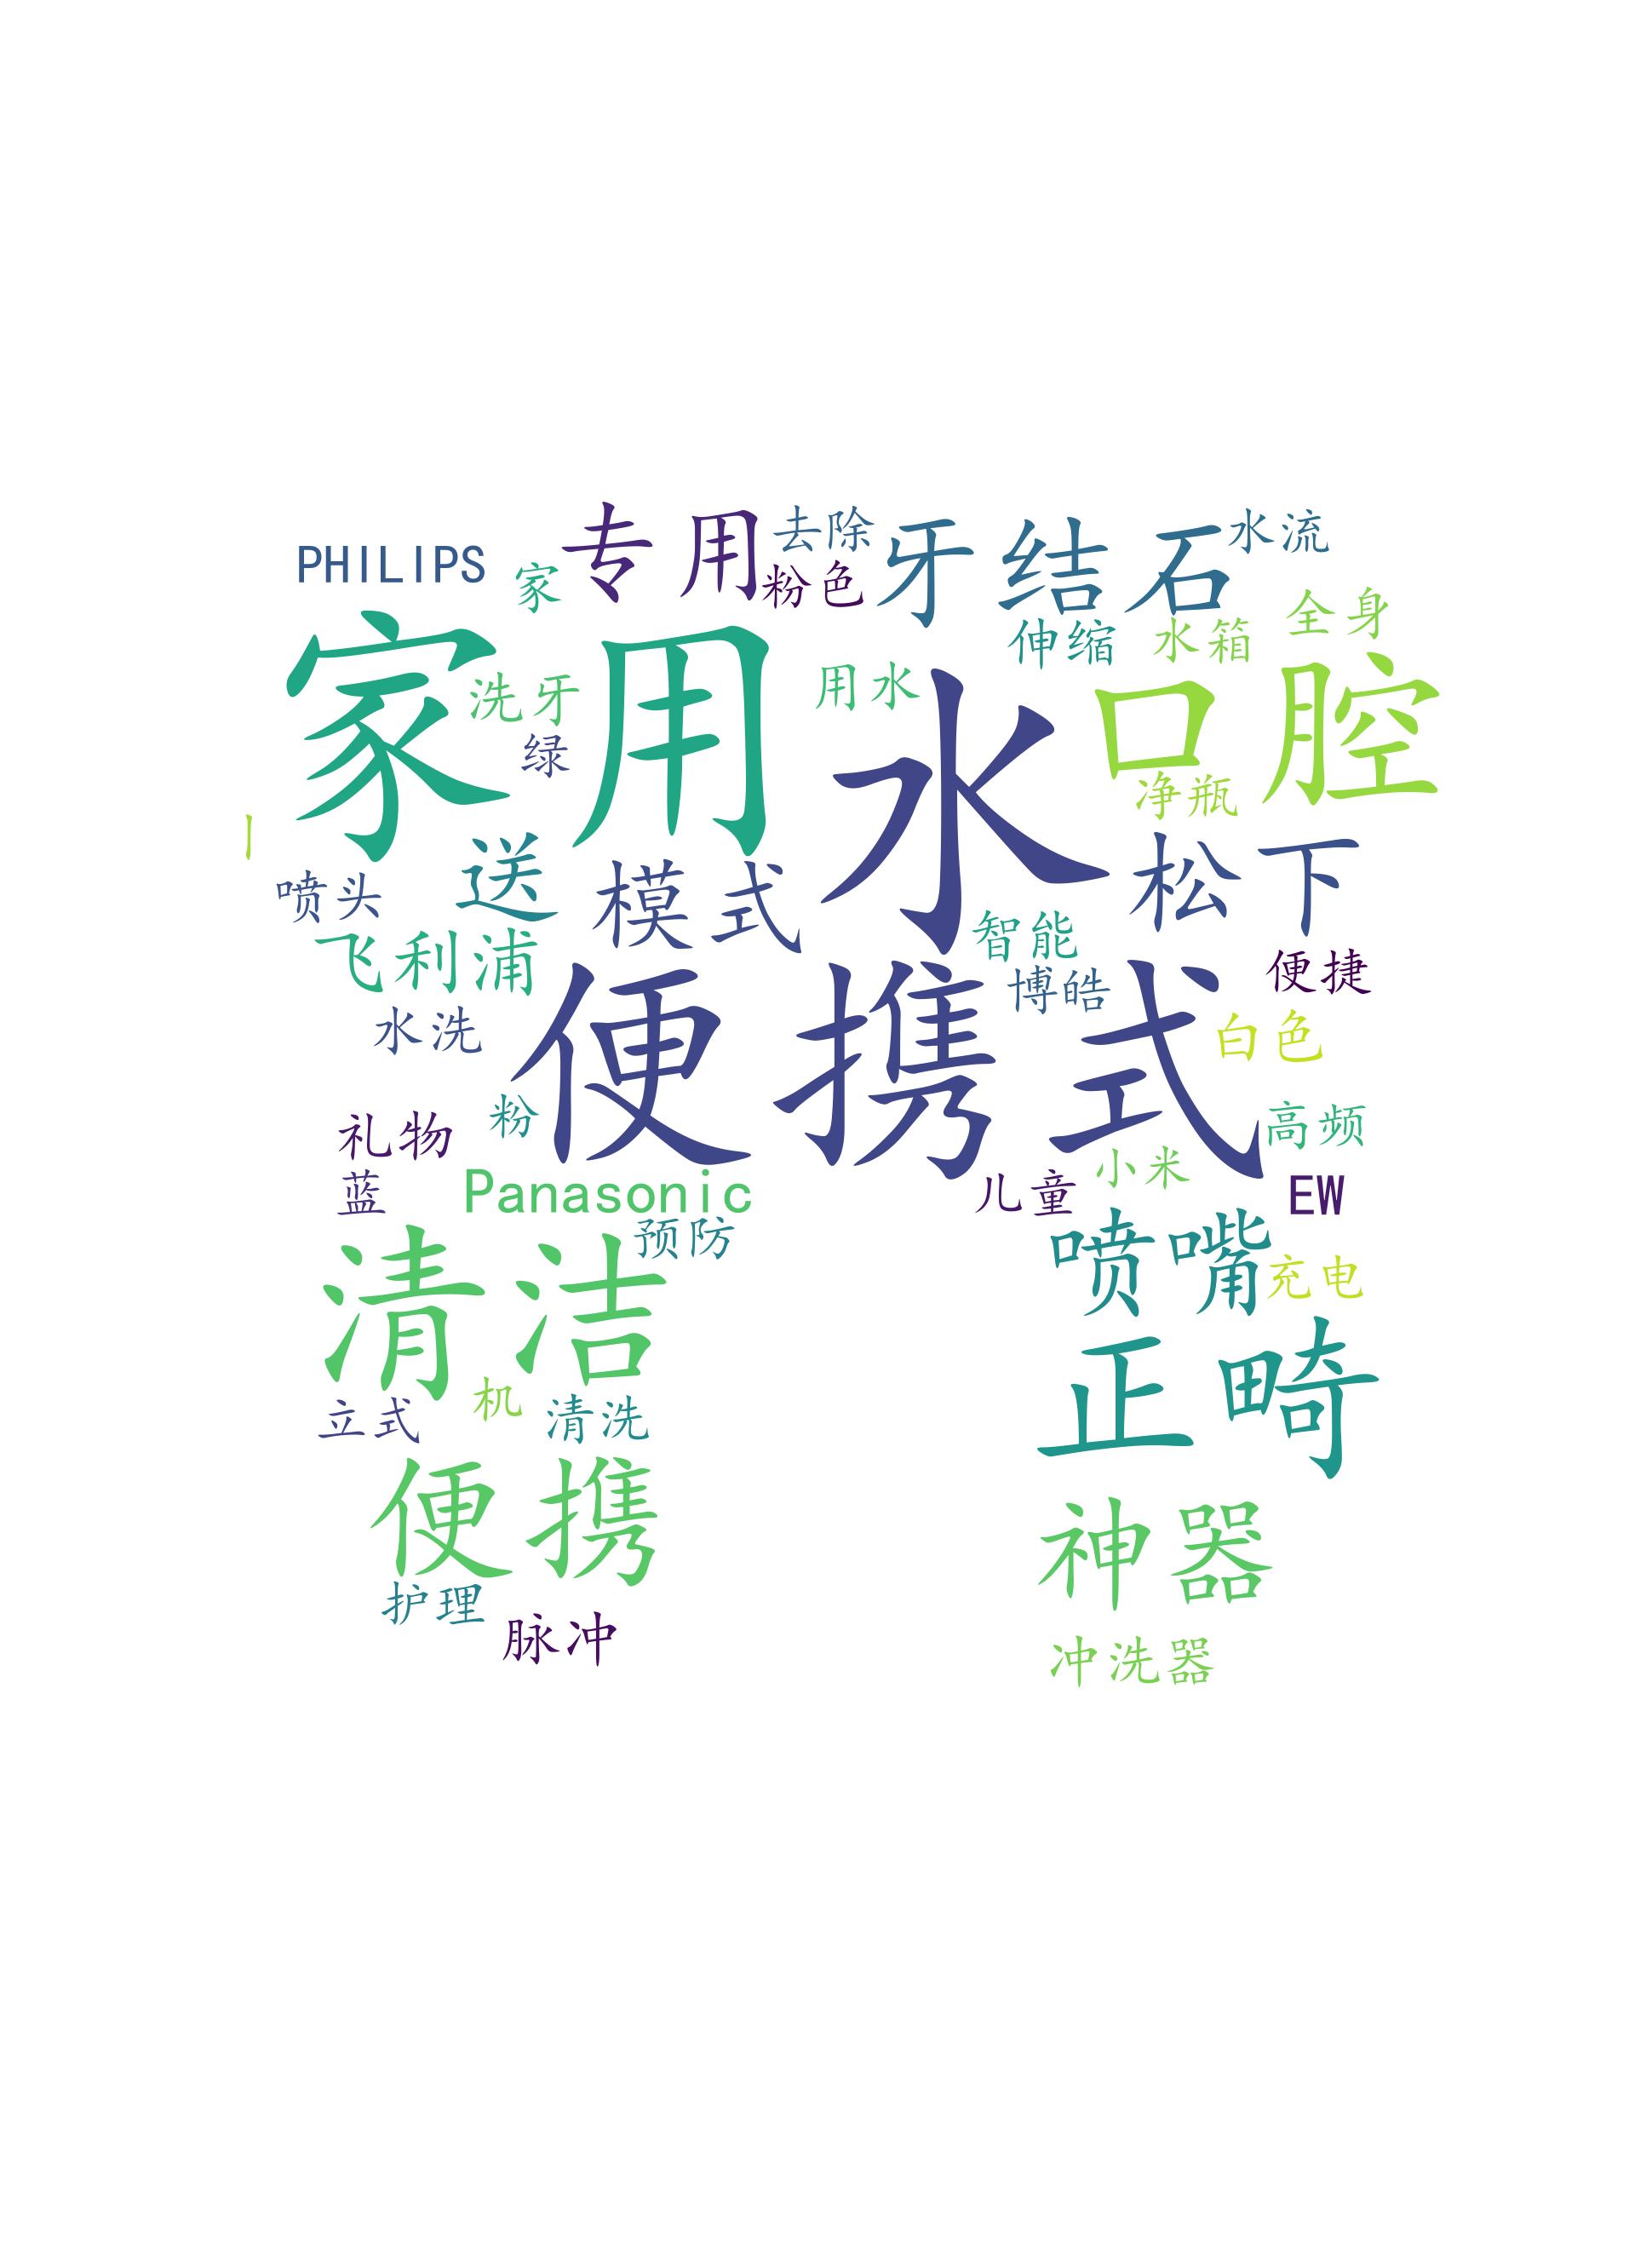 专用
去除
牙结石
水流
PHILIPS
家
粉色
全身
伸缩
水箱
家用
洗牙
用水
水
口腔
绿
净瓶
丨
送
模式
松下
喷头
智能
飞利浦
便捷
便携式
博皓
水洗
白色
粉
高频
礼物
小米
蓝
Panasonic
儿童
EW
预防
喷嘴
清洁
充电
正畸
机
立式
清洗
便携
神器
护理
脉冲
冲洗器